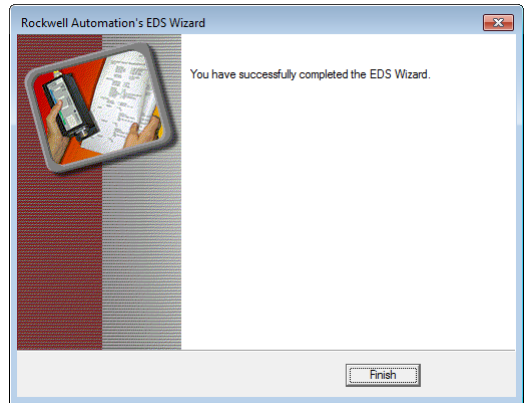 Rockwell Automation's EDS Wizard
You have successfully completed the EDS Wizard.
Finish